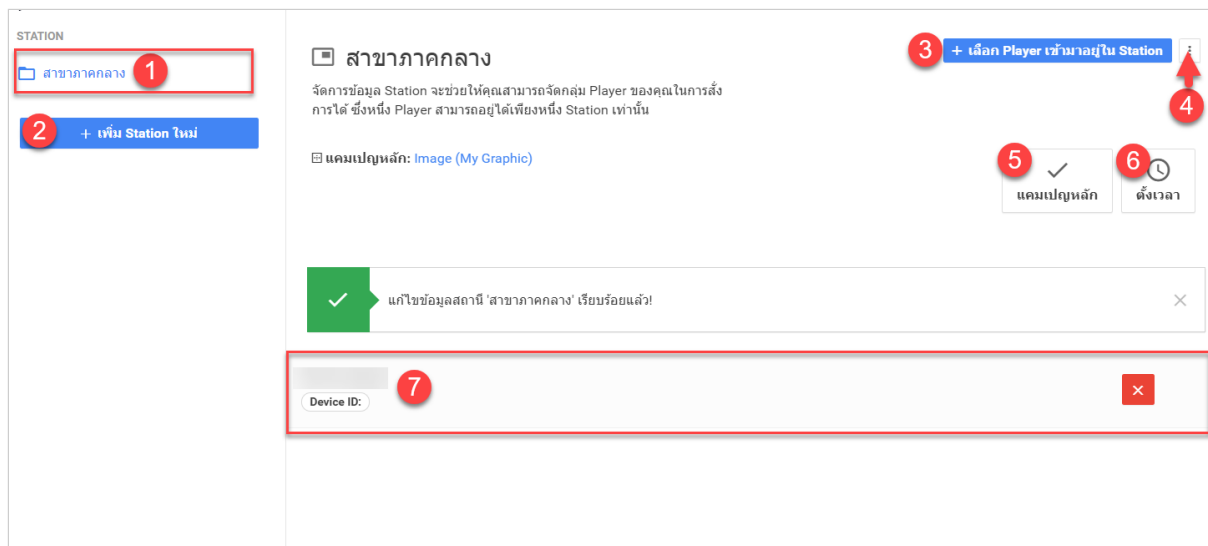 STATION
สาขาภาคกลาง 1
2 + เพิ่ม Station ใหม่
สาขาภาคกลาง
3 + เลือก Player เข้ามาอยู่ใน Station
4
จัดการข้อมูล Station จะช่วยให้คุณสามารถจัดกลุ่ม Player ของคุณในการสั่ง
การได้ ซึ่งหนึ่ง Player สามารถอยู่ได้เพียงหนึ่ง Station เท่านั้น
แคมเปญหลัก: Image (My Graphic)
5 แคมเปญหลัก
6 ตั้งเวลา
แก้ไขข้อมูลสถานี 'สาขาภาคกลาง' เรียบร้อยแล้ว!
7
Device ID: